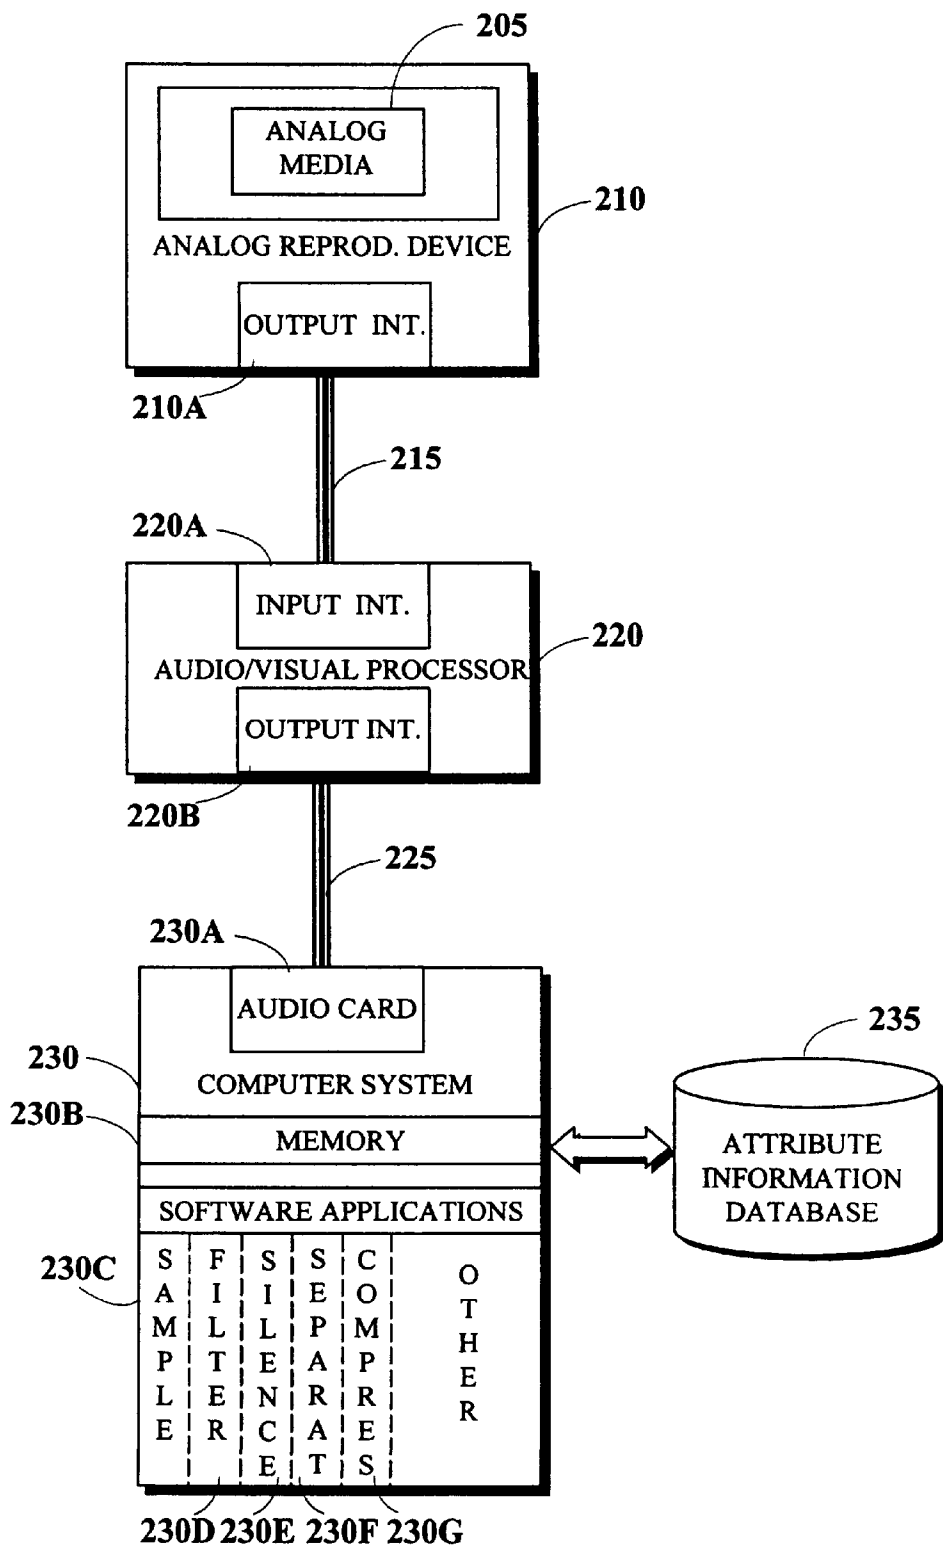 205
ANALOG
MEDIA
210
ANALOG REPROD. DEVICE
OUTPUT INT.
210A
215
220A
INPUT INT.
220
AUDIO/VISUAL PROCESSOR
OUTPUT INT.
220B
225
230A
AUDIO CARD
235
230
COMPUTER SYSTEM
230B
MEMORY
ATTRIBUTE
INFORMATION
DATABASE
SOFTWARE APPLICATIONS
230C
SAMPLE
FILTER
SILENCE
SEPARAT
COMPRES
OTHER
230D
230E
230F
230G